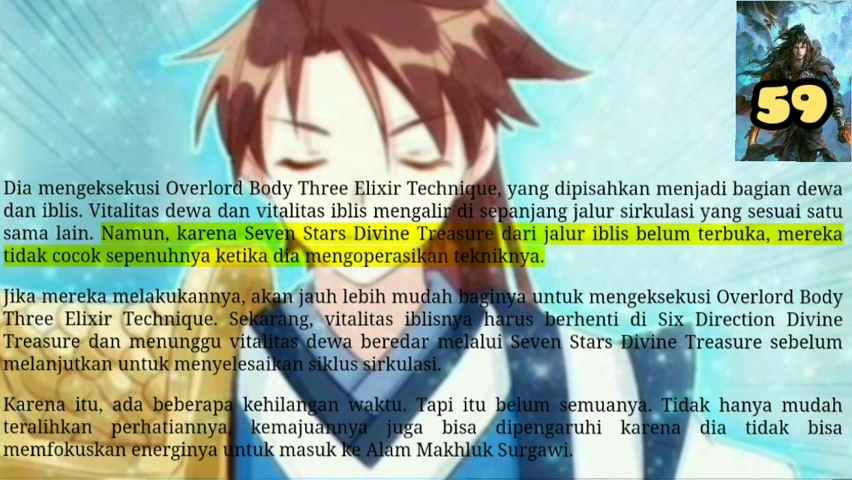 59
Dia mengeksekusi Overlord Body Three Elixir Technique, yang dipisahkan menjadi bagian dewa
dan iblis. Vitalitas dewa dan vitalitas iblis mengalir di sepanjang jalur sirkulasi yang sesuai satu
sama lain. Namun, karena Seven Stars Divine Treasure dari jalur iblis belum terbuka, mereka
tidak cocok sepenuhnya ketika dia mengoperasikan tekniknya.
Jika mereka melakukannya, akan jauh lebih mudah baginya untuk mengeksekusi Overlord Body
Three Elixir Technique. Sekarang, vitalitas iblisnya harus berhenti di Six Direction Divine
Treasure dan menunggu vitalitas dewa beredar melalui Seven Stars Divine Treasure sebelum
melanjutkan untuk menyelesaikan siklus sirkulasi.
Karena itu, ada beberapa kehilangan waktu. Tapi itu belum semuanya. Tidak hanya mudah
teralihkan perhatiannya, kemajuannya juga bisa dipengaruhi karena dia tidak bisa
memfokuskan energinya untuk masuk ke Alam Makhluk Surgawi.